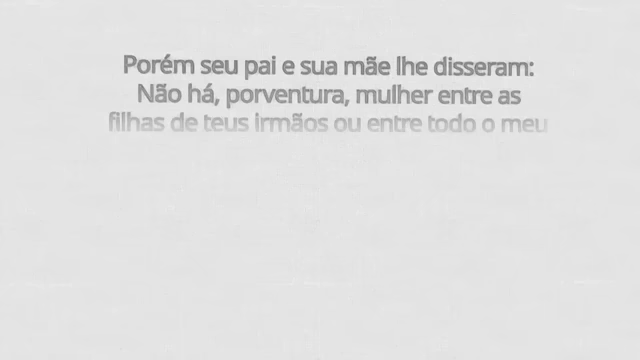 Porém seu pai e sua mãe lhe disseram:
Não há, porventura, mulher entre as
filhas de teus irmãos ou entre todo o meu